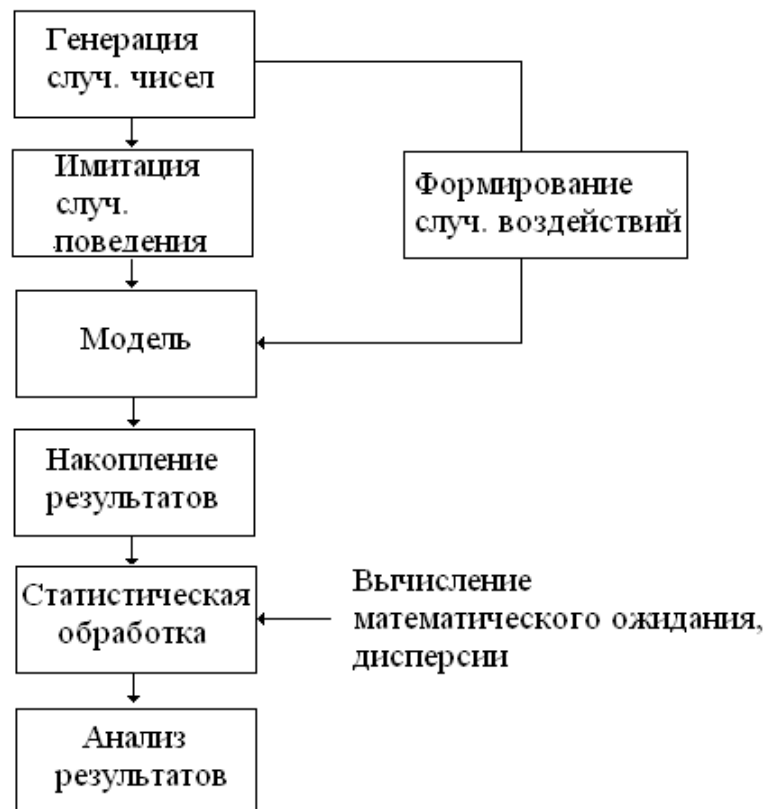 Генерация
случ. чисел
Имитация
случ.
поведения
Формирование
случ. воздействий
Модель
Накопление
результатов
Статистическая
обработка
Вычисление
математического ожидания,
дисперсии
Анализ
результатов